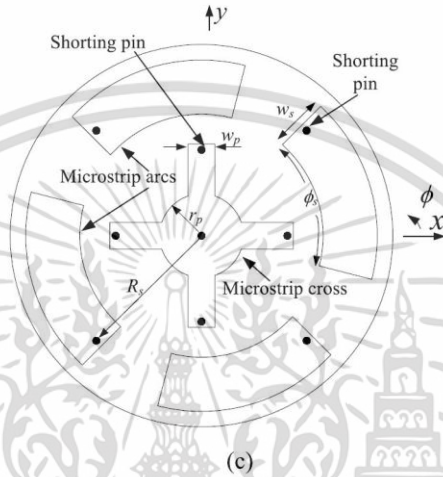 y
Shorting pin
Shorting
pin
w_s
w_p
Microstrip arcs
ϕ_s
ϕ
r_p
x
R_s
Microstrip cross
(c)